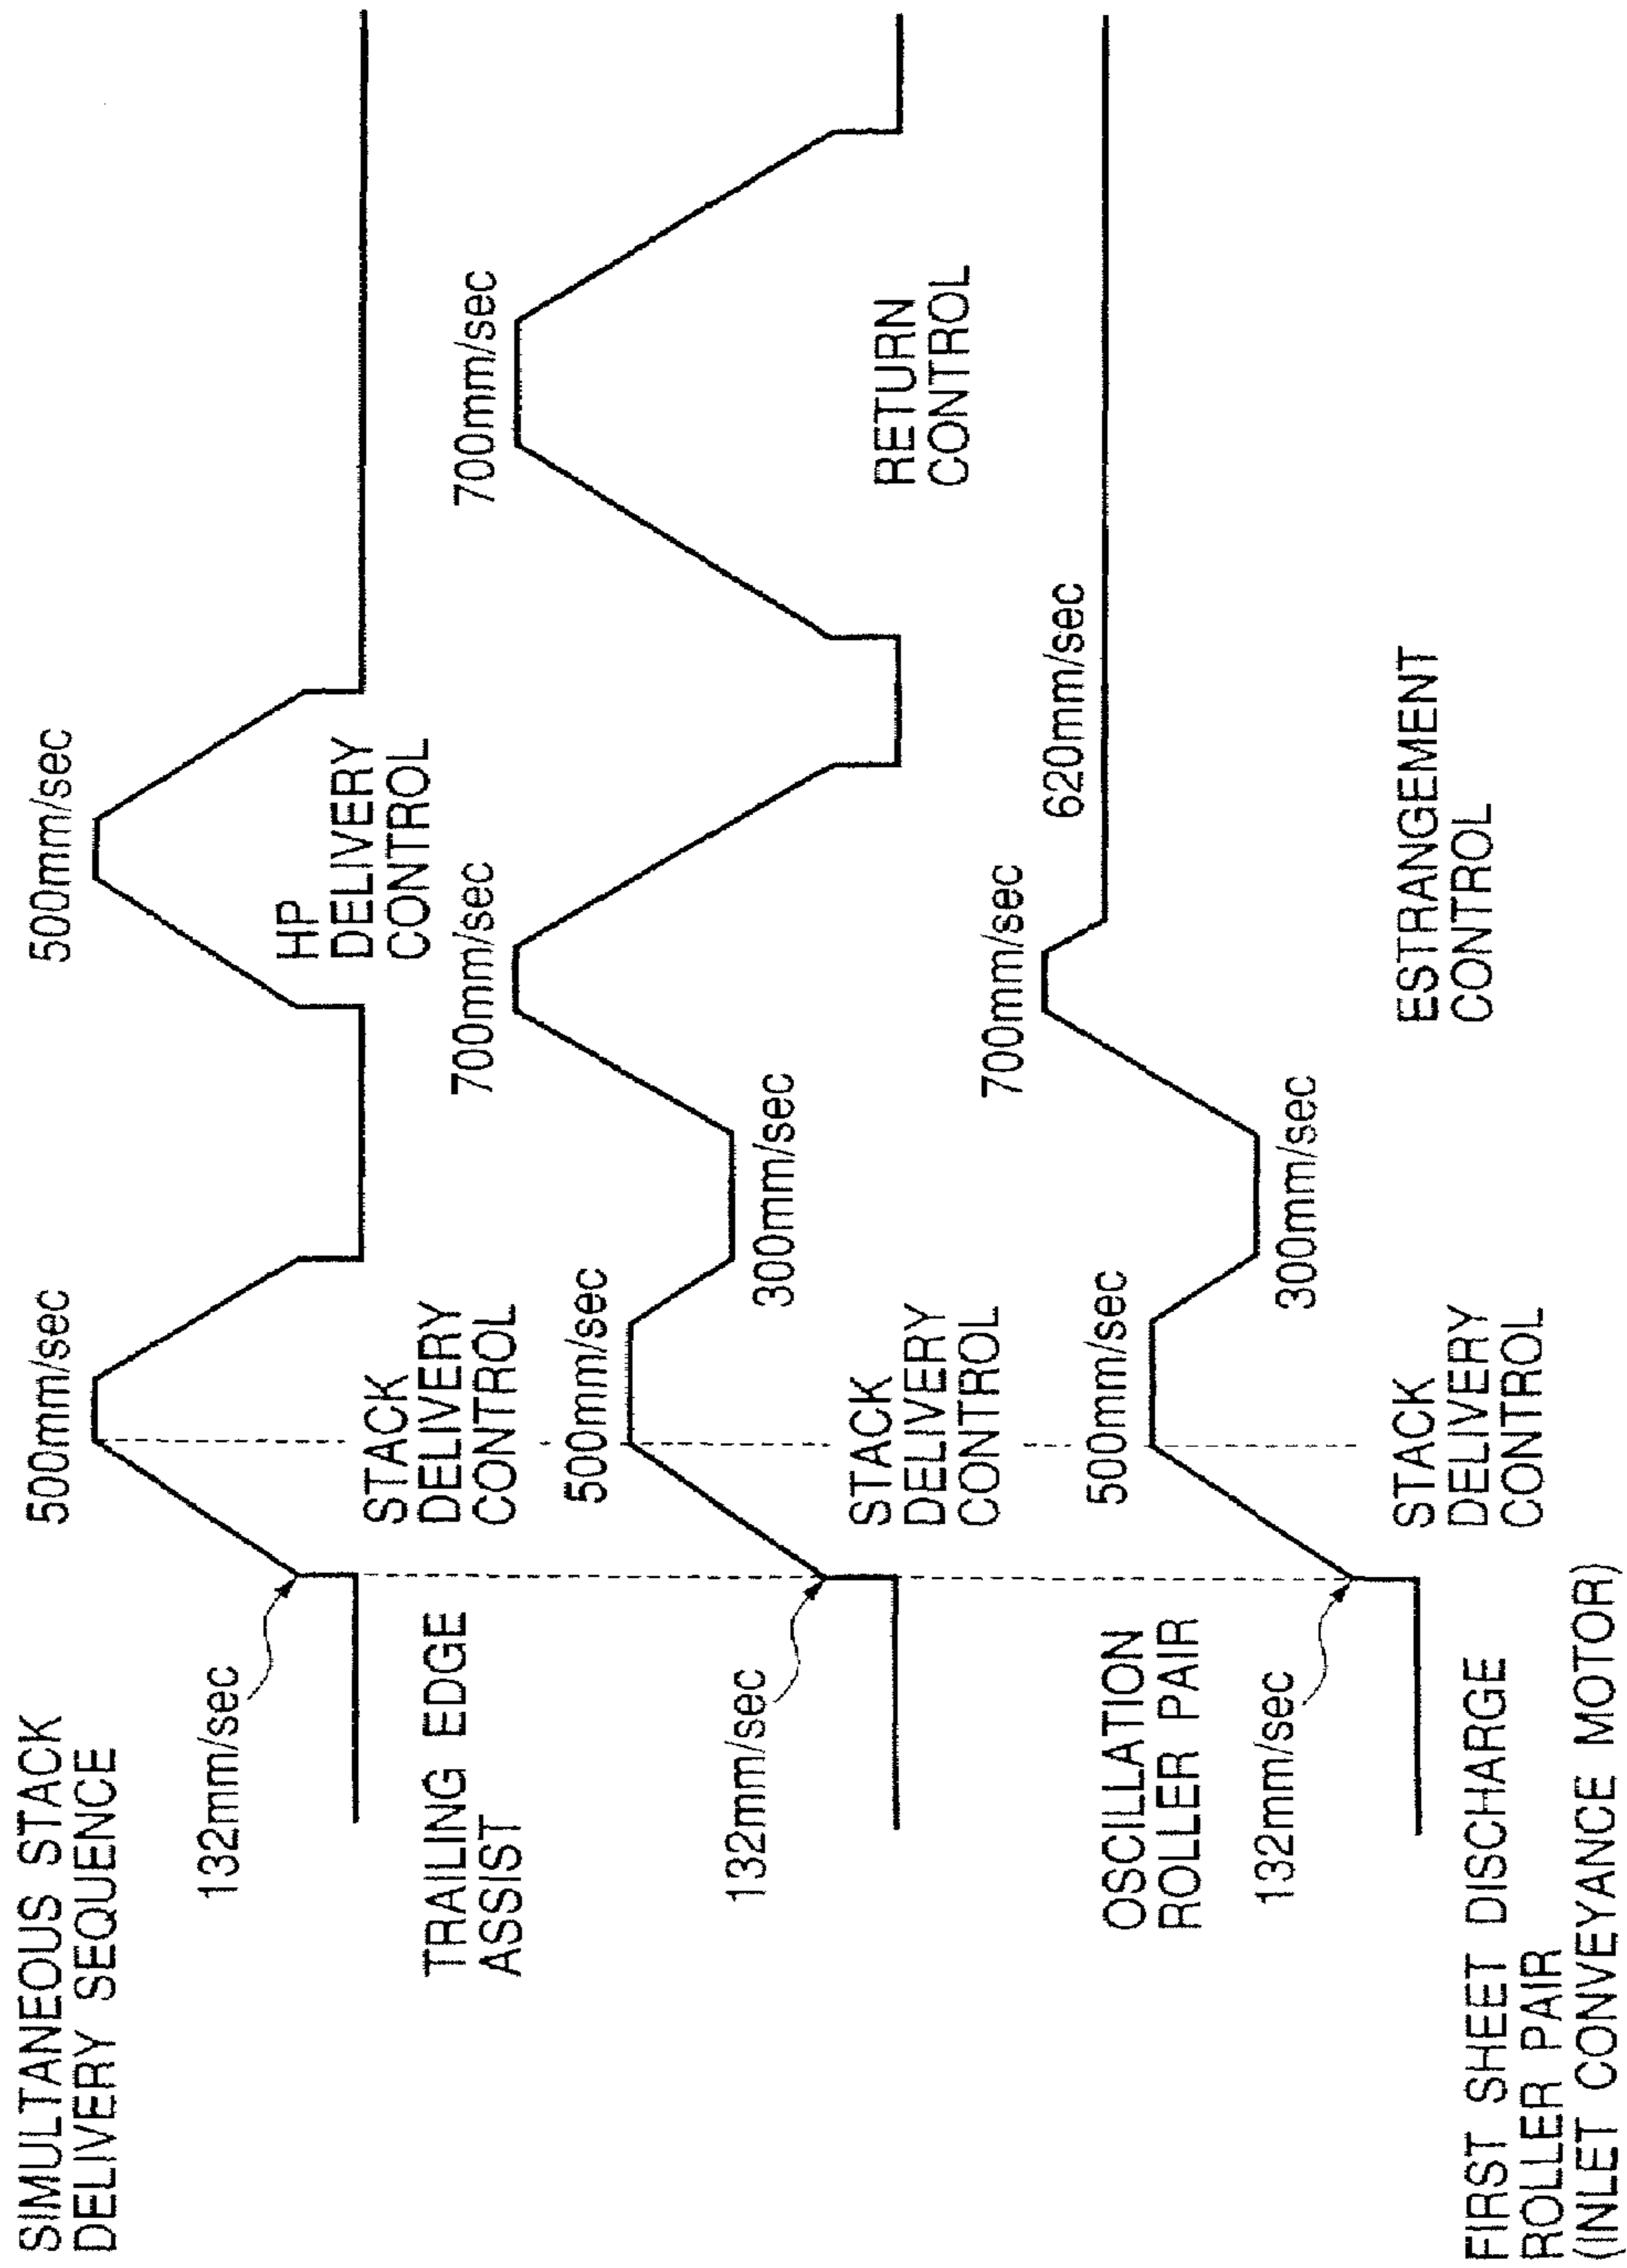 SIMULTANEOUS STACK
DELIVERY SEQUENCE
132mm/sec
500mm/sec
500mm/sec
TRAILING EDGE
ASSIST
STACK
DELIVERY
CONTROL
HP
DELIVERY
CONTROL
132mm/sec
500mm/sec
300mm/sec
700mm/sec
700mm/sec
OSCILLATION
ROLLER PAIR
STACK
DELIVERY
CONTROL
RETURN
CONTROL
132mm/sec
500mm/sec
300mm/sec
700mm/sec
620mm/sec
FIRST SHEET DISCHARGE
ROLLER PAIR
(INLET CONVEYANCE MOTOR)
STACK
DELIVERY
CONTROL
ESTRANGEMENT
CONTROL